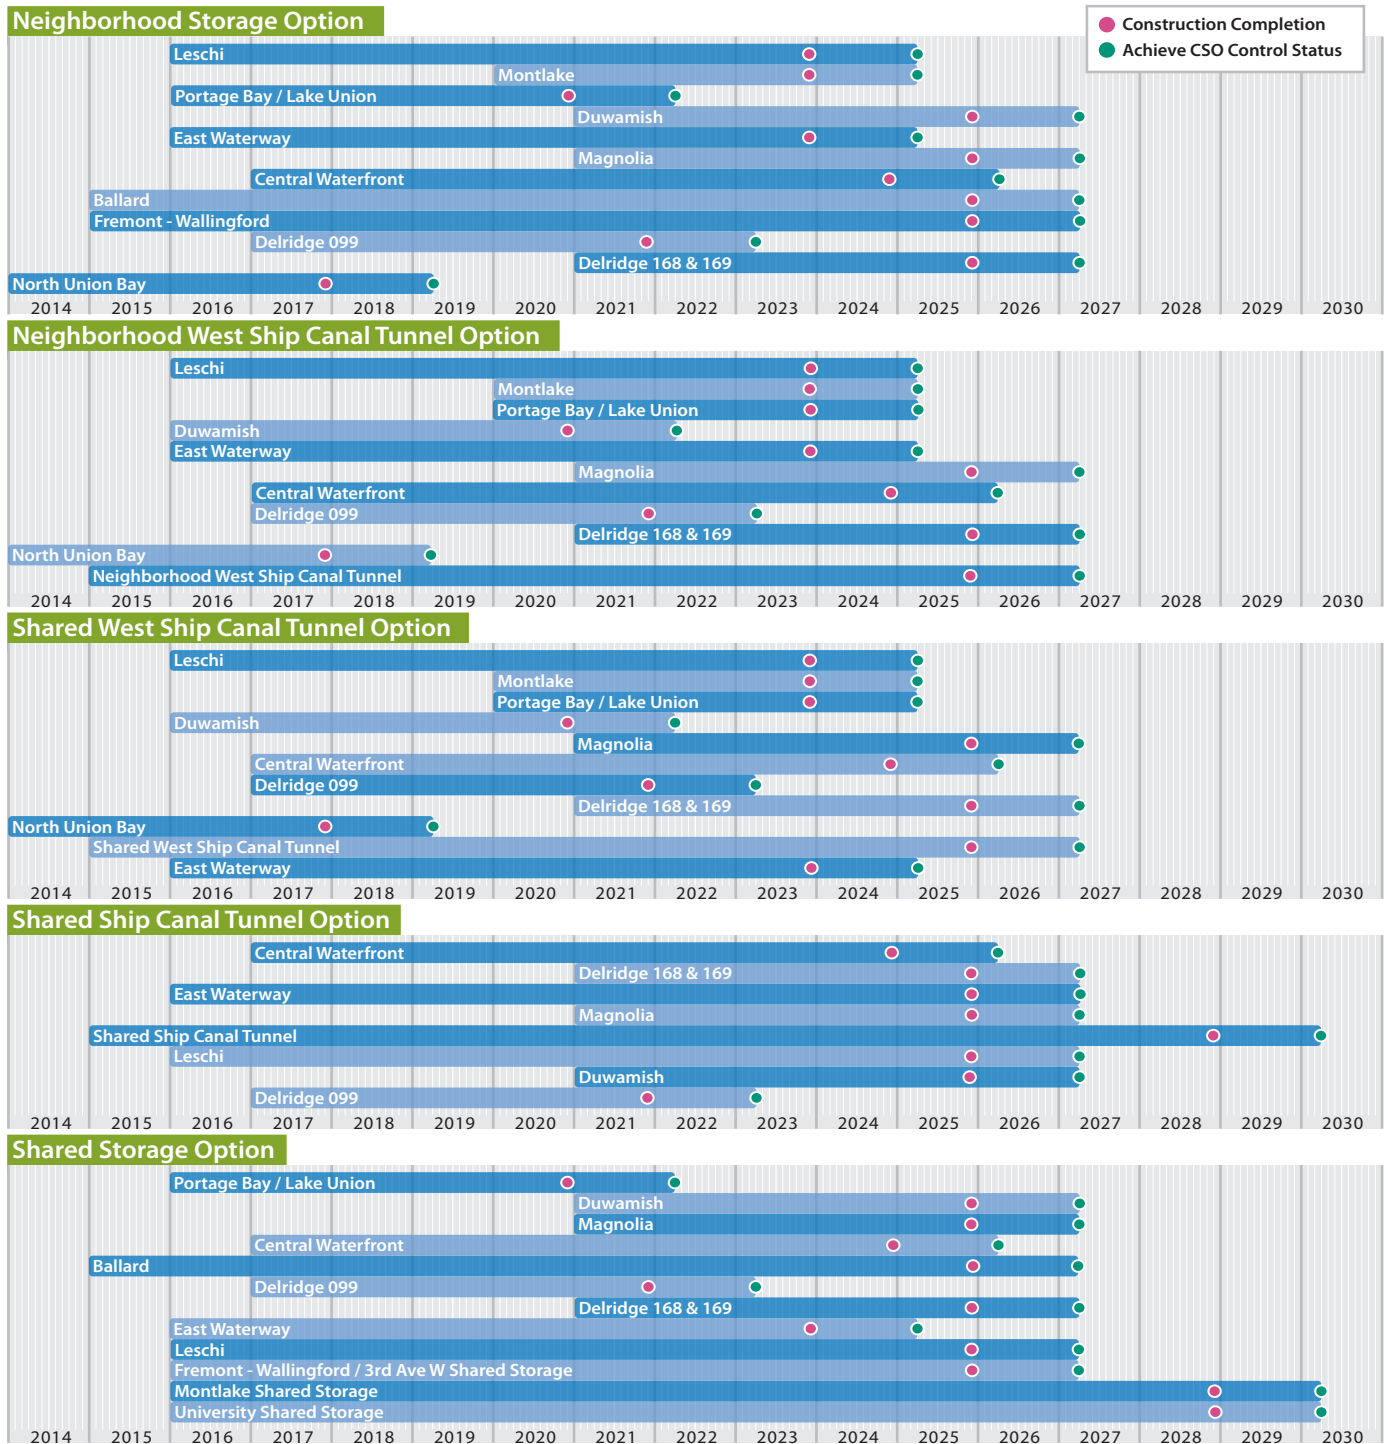 Neighborhood Storage Option
Construction Completion
Achieve CSO Control Status
Leschi
Montlake
Portage Bay / Lake Union
Duwamish
East Waterway
Magnolia
Central Waterfront
Ballard
Fremont - Wallingford
Delridge 099
Delridge 168 & 169
North Union Bay
2014 2015 2016 2017 2018 2019 2020 2021 2022 2023 2024 2025 2026 2027 2028 2029 2030
Neighborhood West Ship Canal Tunnel Option
Leschi
Montlake
Portage Bay / Lake Union
Duwamish
East Waterway
Magnolia
Central Waterfront
Delridge 099
Delridge 168 & 169
North Union Bay
Neighborhood West Ship Canal Tunnel
2014 2015 2016 2017 2018 2019 2020 2021 2022 2023 2024 2025 2026 2027 2028 2029 2030
Shared West Ship Canal Tunnel Option
Leschi
Montlake
Portage Bay / Lake Union
Duwamish
Magnolia
Central Waterfront
Delridge 099
Delridge 168 & 169
North Union Bay
Shared West Ship Canal Tunnel
East Waterway
2014 2015 2016 2017 2018 2019 2020 2021 2022 2023 2024 2025 2026 2027 2028 2029 2030
Shared Ship Canal Tunnel Option
Central Waterfront
Delridge 168 & 169
East Waterway
Magnolia
Shared Ship Canal Tunnel
Leschi
Duwamish
Delridge 099
2014 2015 2016 2017 2018 2019 2020 2021 2022 2023 2024 2025 2026 2027 2028 2029 2030
Shared Storage Option
Portage Bay / Lake Union
Duwamish
Magnolia
Central Waterfront
Ballard
Delridge 099
Delridge 168 & 169
East Waterway
Leschi
Fremont - Wallingford / 3rd Ave W Shared Storage
Montlake Shared Storage
University Shared Storage
2014 2015 2016 2017 2018 2019 2020 2021 2022 2023 2024 2025 2026 2027 2028 2029 2030